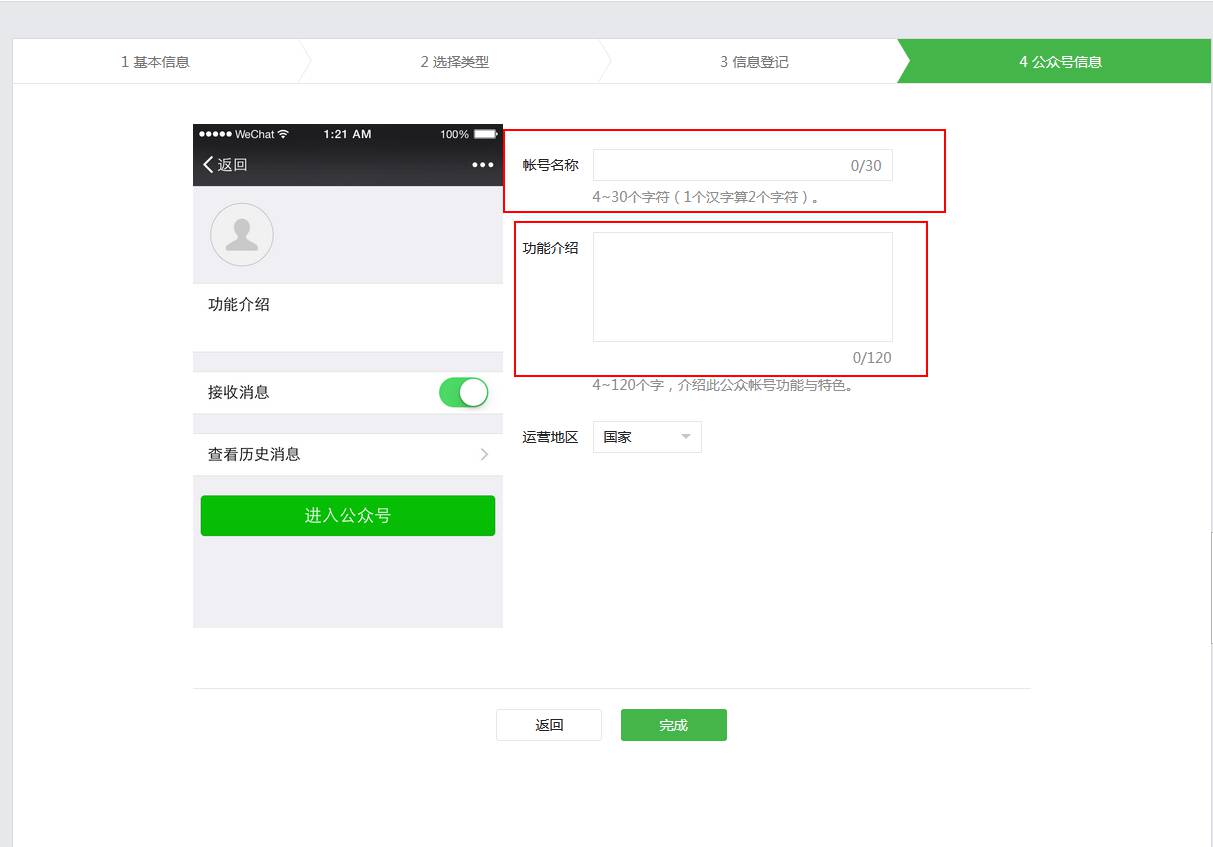 1 基本信息
2 选择类型
3 信息登记
4 公众号信息
WeChat
1:21 AM
100%
返回
功能介绍
接收消息
查看历史消息
进入公众号
帐号名称
0/30
4~30个字符（1个汉字算2个字符）。
功能介绍
0/120
4~120个字，介绍此公众帐号功能与特色。
运营地区
国家
返回
完成